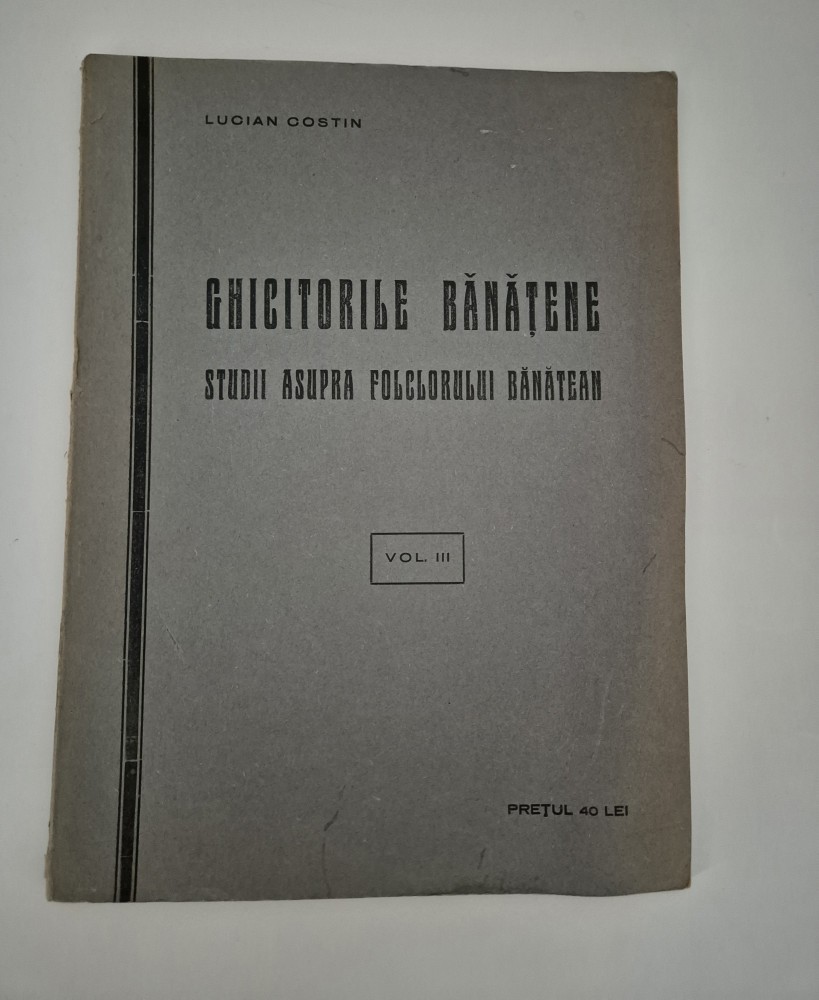 LUCIAN COSTIN
GHICITORILE BĂNĂȚENE
STUDII ASUPRA FOLCLORULUI BĂNĂȚEAN
VOL. III
PREȚUL 40 LEI